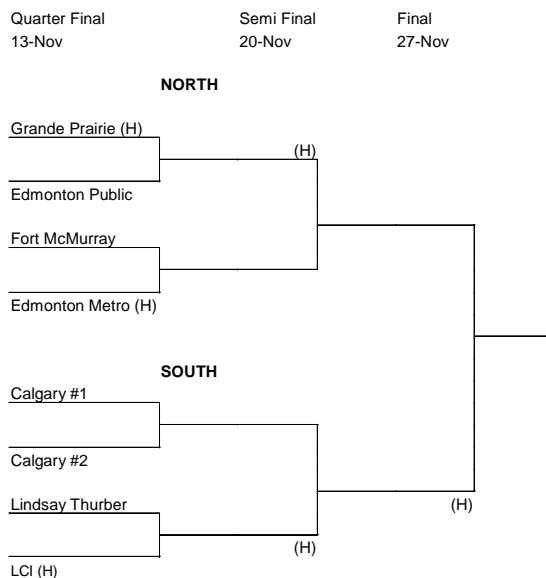 Quarter Final Semi Final Final
13-Nov 20-Nov 27-Nov
NORTH
Grande Prairie (H)
(H)
Edmonton Public
Fort McMurray
Edmonton Metro (H)
SOUTH
Calgary #1
Calgary #2
Lindsay Thurber
(H)
(H)
LCI (H)